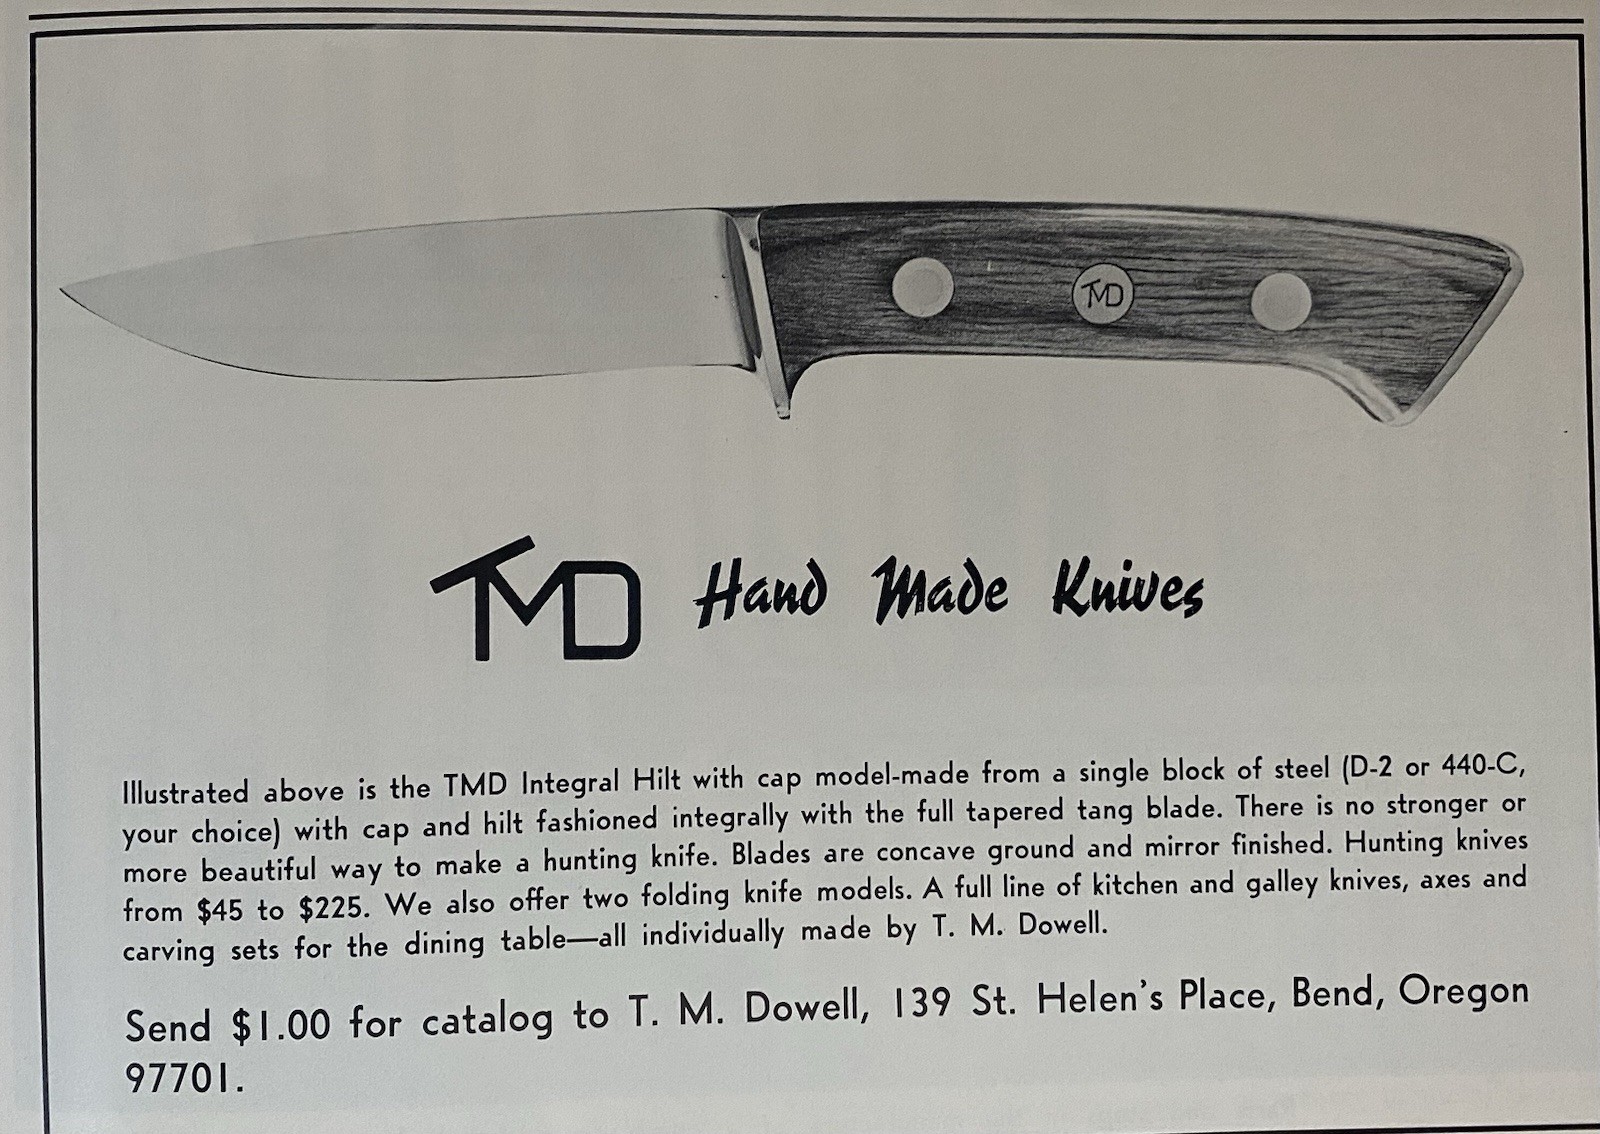 TMD
TMD Hand Made Knives
Illustrated above is the TMD Integral Hilt with cap model-made from a single block of steel (D-2 or 440-C,
your choice) with cap and hilt fashioned integrally with the full tapered tang blade. There is no stronger or
more beautiful way to make a hunting knife. Blades are concave ground and mirror finished. Hunting knives
from $45 to $225. We also offer two folding knife models. A full line of kitchen and galley knives, axes and
carving sets for the dining table—all individually made by T. M. Dowell.
Send $1.00 for catalog to T. M. Dowell, 139 St. Helen's Place, Bend, Oregon
97701.